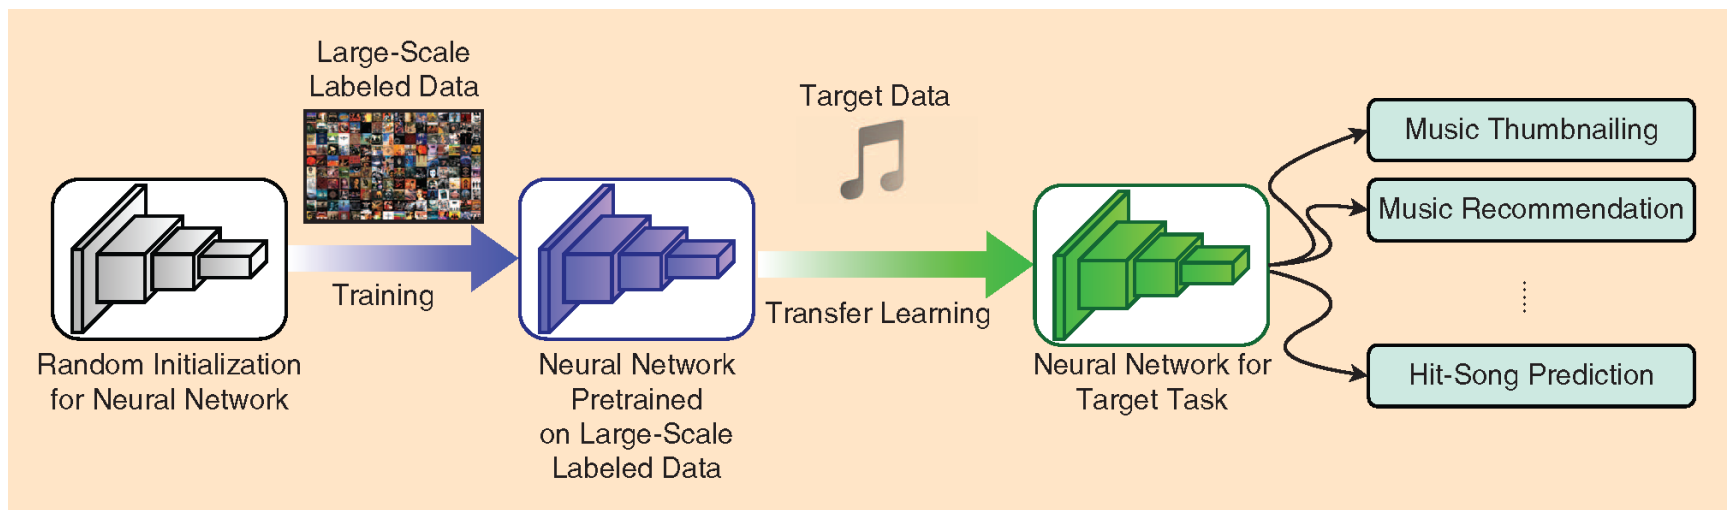 Large-Scale
Labeled Data
Target Data
Training
Transfer Learning
Random Initialization
for Neural Network
Neural Network
Pretrained
on Large-Scale
Labeled Data
Neural Network for
Target Task
Music Thumbnailing
Music Recommendation
Hit-Song Prediction